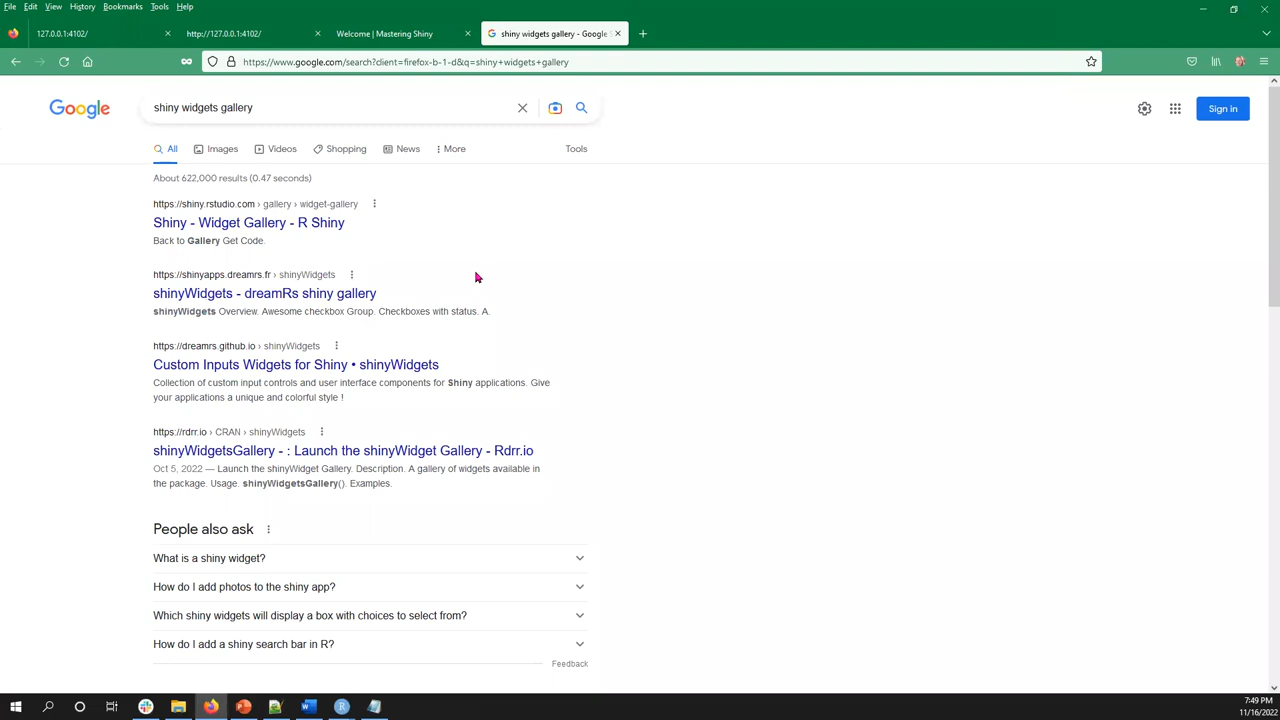 File Edit View History Bookmarks Tools Help
127.0.0.1:4102/ http://127.0.0.1:4102/ Welcome | Mastering Shiny shiny widgets gallery - Google
https://www.google.com/search?client=firefox-b-1-d&q=shiny+widgets+gallery
Google shiny widgets gallery Sign in
All Images Videos Shopping News More Tools
About 622,000 results (0.47 seconds)
https://shiny.rstudio.com › gallery › widget-gallery
Shiny - Widget Gallery - R Shiny
Back to Gallery Get Code.
https://shinyapps.dreamrs.fr › shinyWidgets
shinyWidgets - dreamRs shiny gallery
shinyWidgets Overview. Awesome checkbox Group. Checkboxes with status. A.
https://dreamrs.github.io › shinyWidgets
Custom Inputs Widgets for Shiny • shinyWidgets
Collection of custom input controls and user interface components for Shiny applications. Give
your applications a unique and colorful style !
https://rdrr.io › CRAN › shinyWidgets
shinyWidgetsGallery - : Launch the shinyWidget Gallery - Rdrr.io
Oct 5, 2022 — Launch the shinyWidget Gallery. Description. A gallery of widgets available in
the package. Usage. shinyWidgetsGallery(). Examples.
People also ask
What is a shiny widget?
How do I add photos to the shiny app?
Which shiny widgets will display a box with choices to select from?
How do I add a shiny search bar in R?
Feedback
7:49 PM
11/16/2022